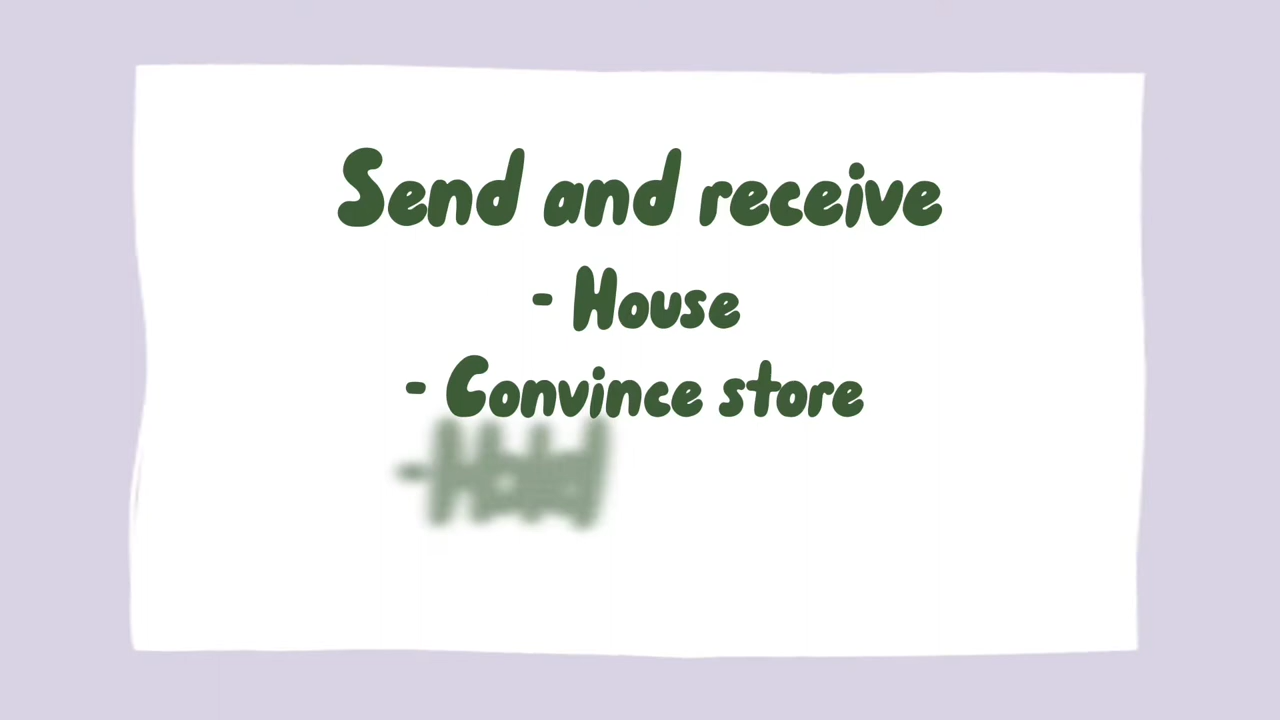 Send and receive
- House
- Convince store